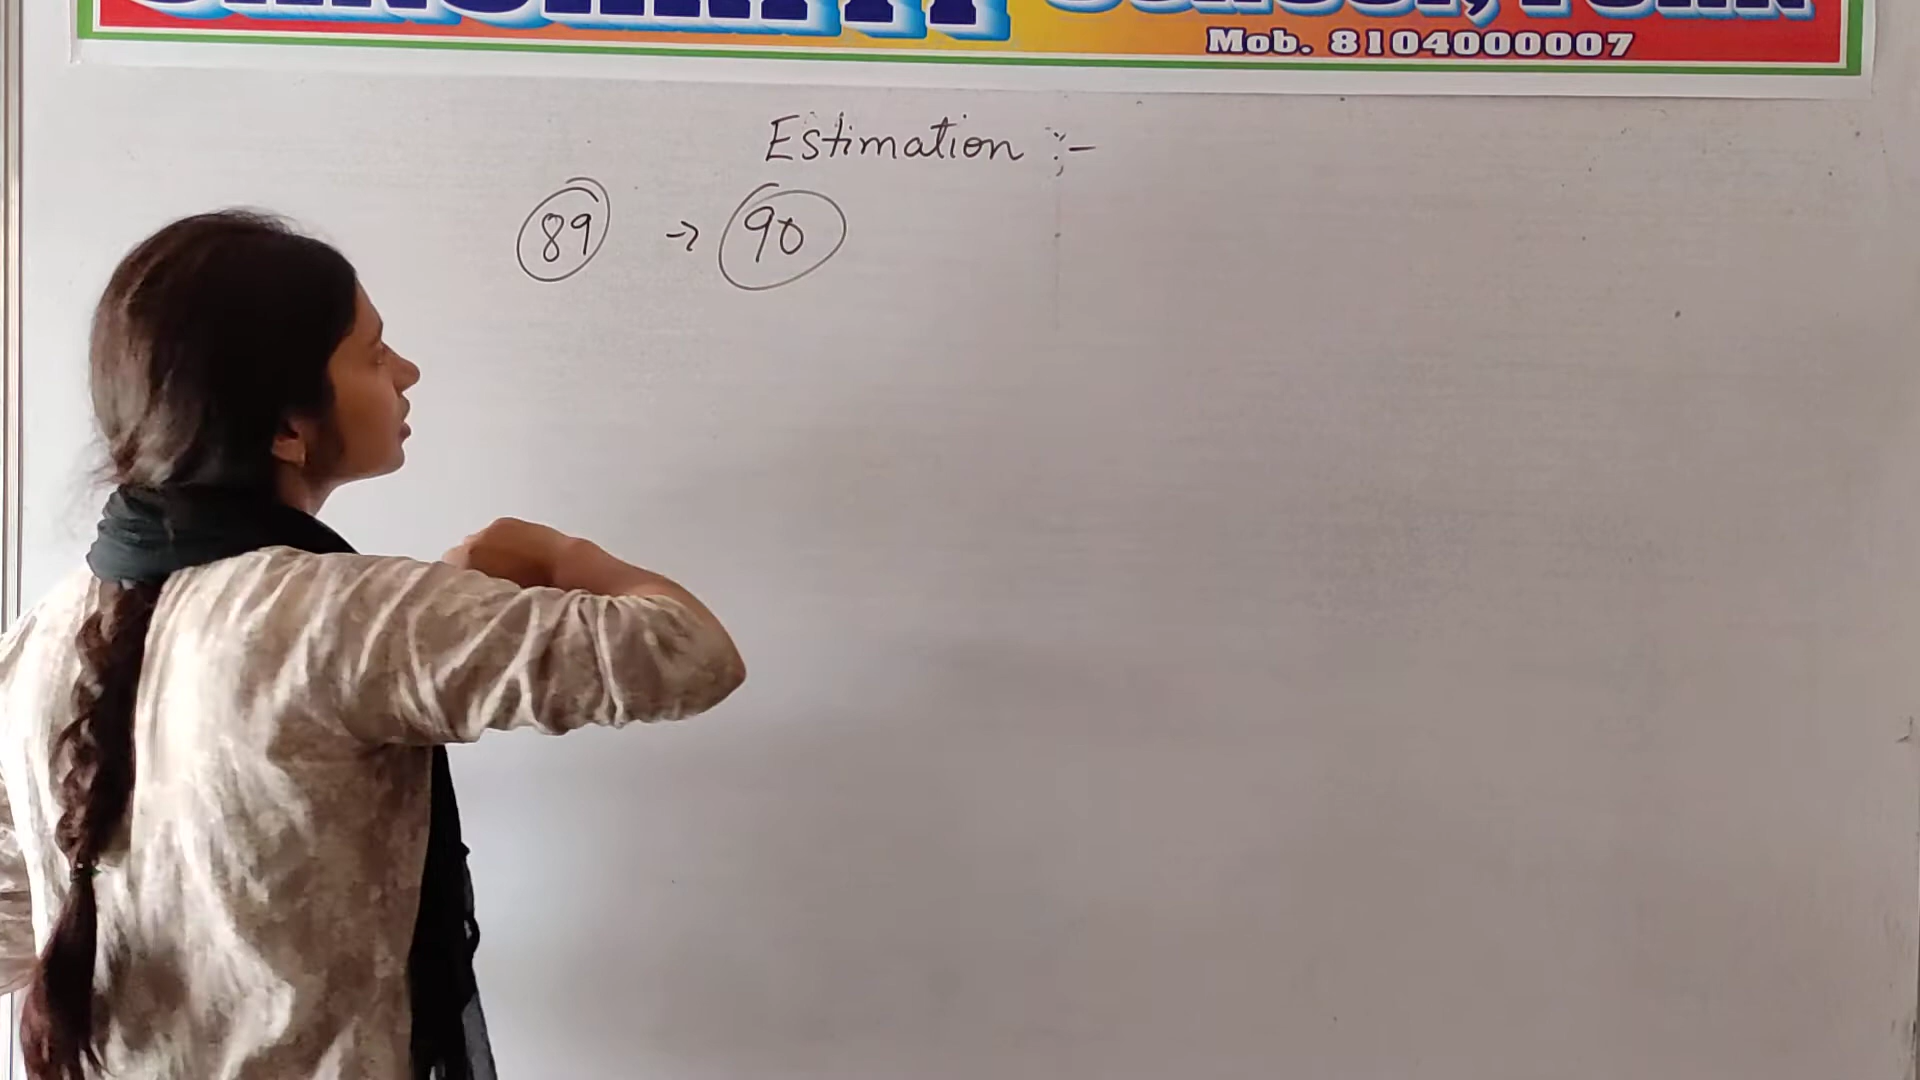 Mob. 8104000007
Estimation :-
89 → 90